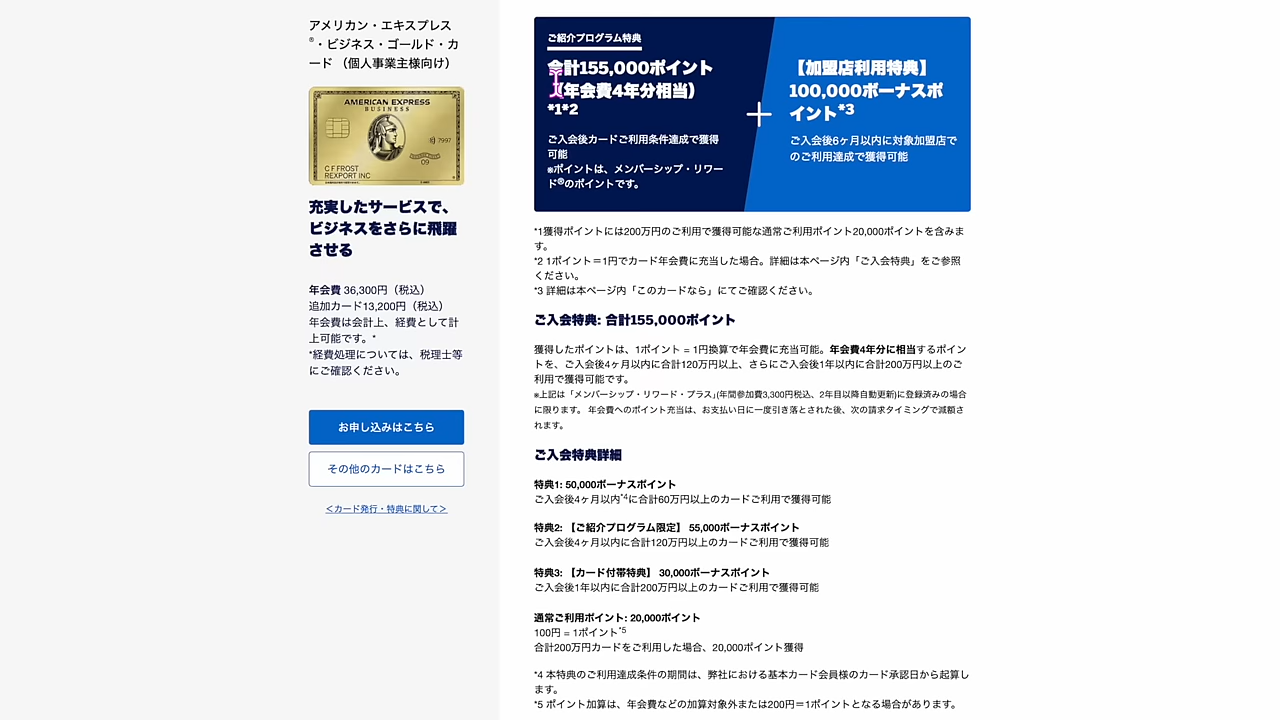 アメリカン・エキスプレス
®・ビジネス・ゴールド・カ
ード （個人事業主様向け）
AMERICAN EXPRESS
BUSINESS
7997
09
C F FROST
REXPORT INC
充実したサービスで、
ビジネスをさらに飛躍
させる
年会費 36,300円（税込）
追加カード13,200円（税込）
年会費は会計上、経費として計
上可能です。*
*経費処理については、税理士等
にご確認ください。
お申し込みはこちら
その他のカードはこちら
＜カード発行・特典に関して＞
ご紹介プログラム特典
合計155,000ポイント
（年会費4年分相当）
*1*2
ご入会後カードご利用条件達成で獲得
可能
※ポイントは、メンバーシップ・リワー
ド®のポイントです。
＋
【加盟店利用特典】
100,000ボーナスポ
イント*3
ご入会後6ヶ月以内に対象加盟店で
のご利用達成で獲得可能
*1獲得ポイントには200万円のご利用で獲得可能な通常ご利用ポイント20,000ポイントを含みま
す。
*2 1ポイント＝1円でカード年会費に充当した場合。詳細は本ページ内「ご入会特典」をご参照
ください。
*3 詳細は本ページ内「このカードなら」にてご確認ください。
ご入会特典: 合計155,000ポイント
獲得したポイントは、1ポイント = 1円換算で年会費に充当可能。年会費4年分に相当するポイン
トを、ご入会後4ヶ月以内に合計120万円以上、さらにご入会後1年以内に合計200万円以上のご
利用で獲得可能です。
※上記は「メンバーシップ・リワード・プラス」(年間参加費3,300円税込、2年目以降自動更新)に登録済みの場合
に限ります。 年会費へのポイント充当は、お支払い日に一度引き落とされた後、次の請求タイミングで減額さ
れます。
ご入会特典詳細
特典1: 50,000ボーナスポイント
ご入会後4ヶ月以内*4に合計60万円以上のカードご利用で獲得可能
特典2: 【ご紹介プログラム限定】 55,000ボーナスポイント
ご入会後4ヶ月以内に合計120万円以上のカードご利用で獲得可能
特典3: 【カード付帯特典】 30,000ボーナスポイント
ご入会後1年以内に合計200万円以上のカードご利用で獲得可能
通常ご利用ポイント: 20,000ポイント
100円 = 1ポイント*5
合計200万円カードをご利用した場合、20,000ポイント獲得
*4 本特典のご利用達成条件の期間は、弊社における基本カード会員様のカード承認日から起算し
ます。
*5 ポイント加算は、年会費などの加算対象外または200円＝1ポイントとなる場合があります。